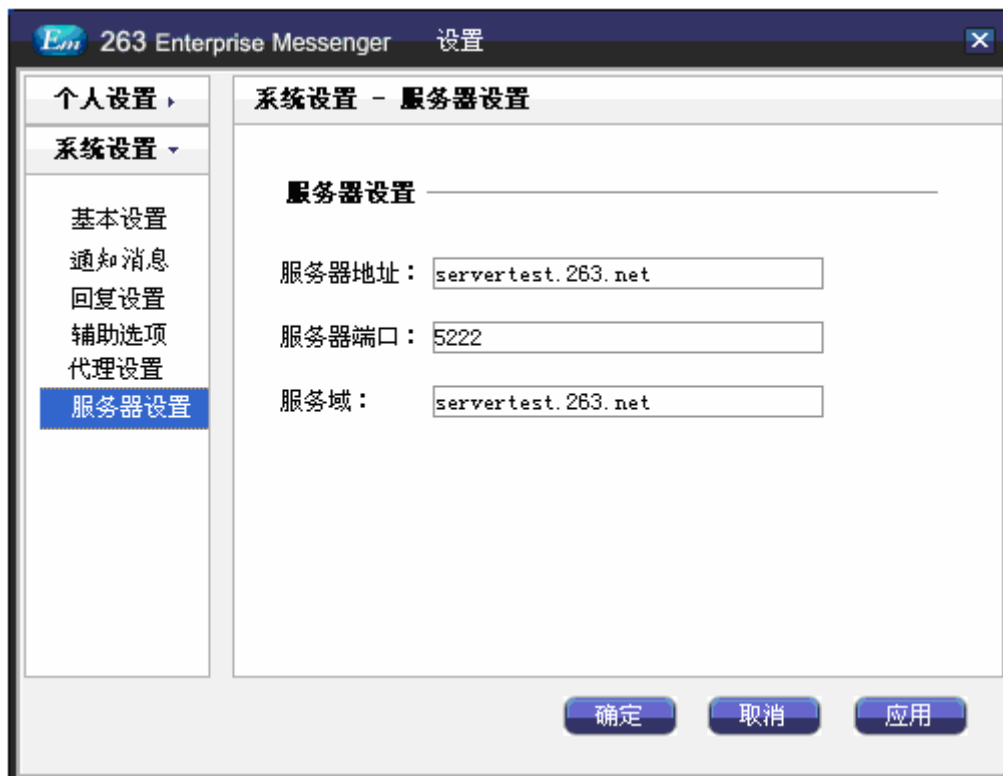 Em 263 Enterprise Messenger 设置
个人设置
系统设置
基本设置
通知消息
回复设置
辅助选项
代理设置
服务器设置
系统设置 - 服务器设置
服务器设置
服务器地址： servertest.263.net
服务器端口： 5222
服务域： servertest.263.net
确定 取消 应用